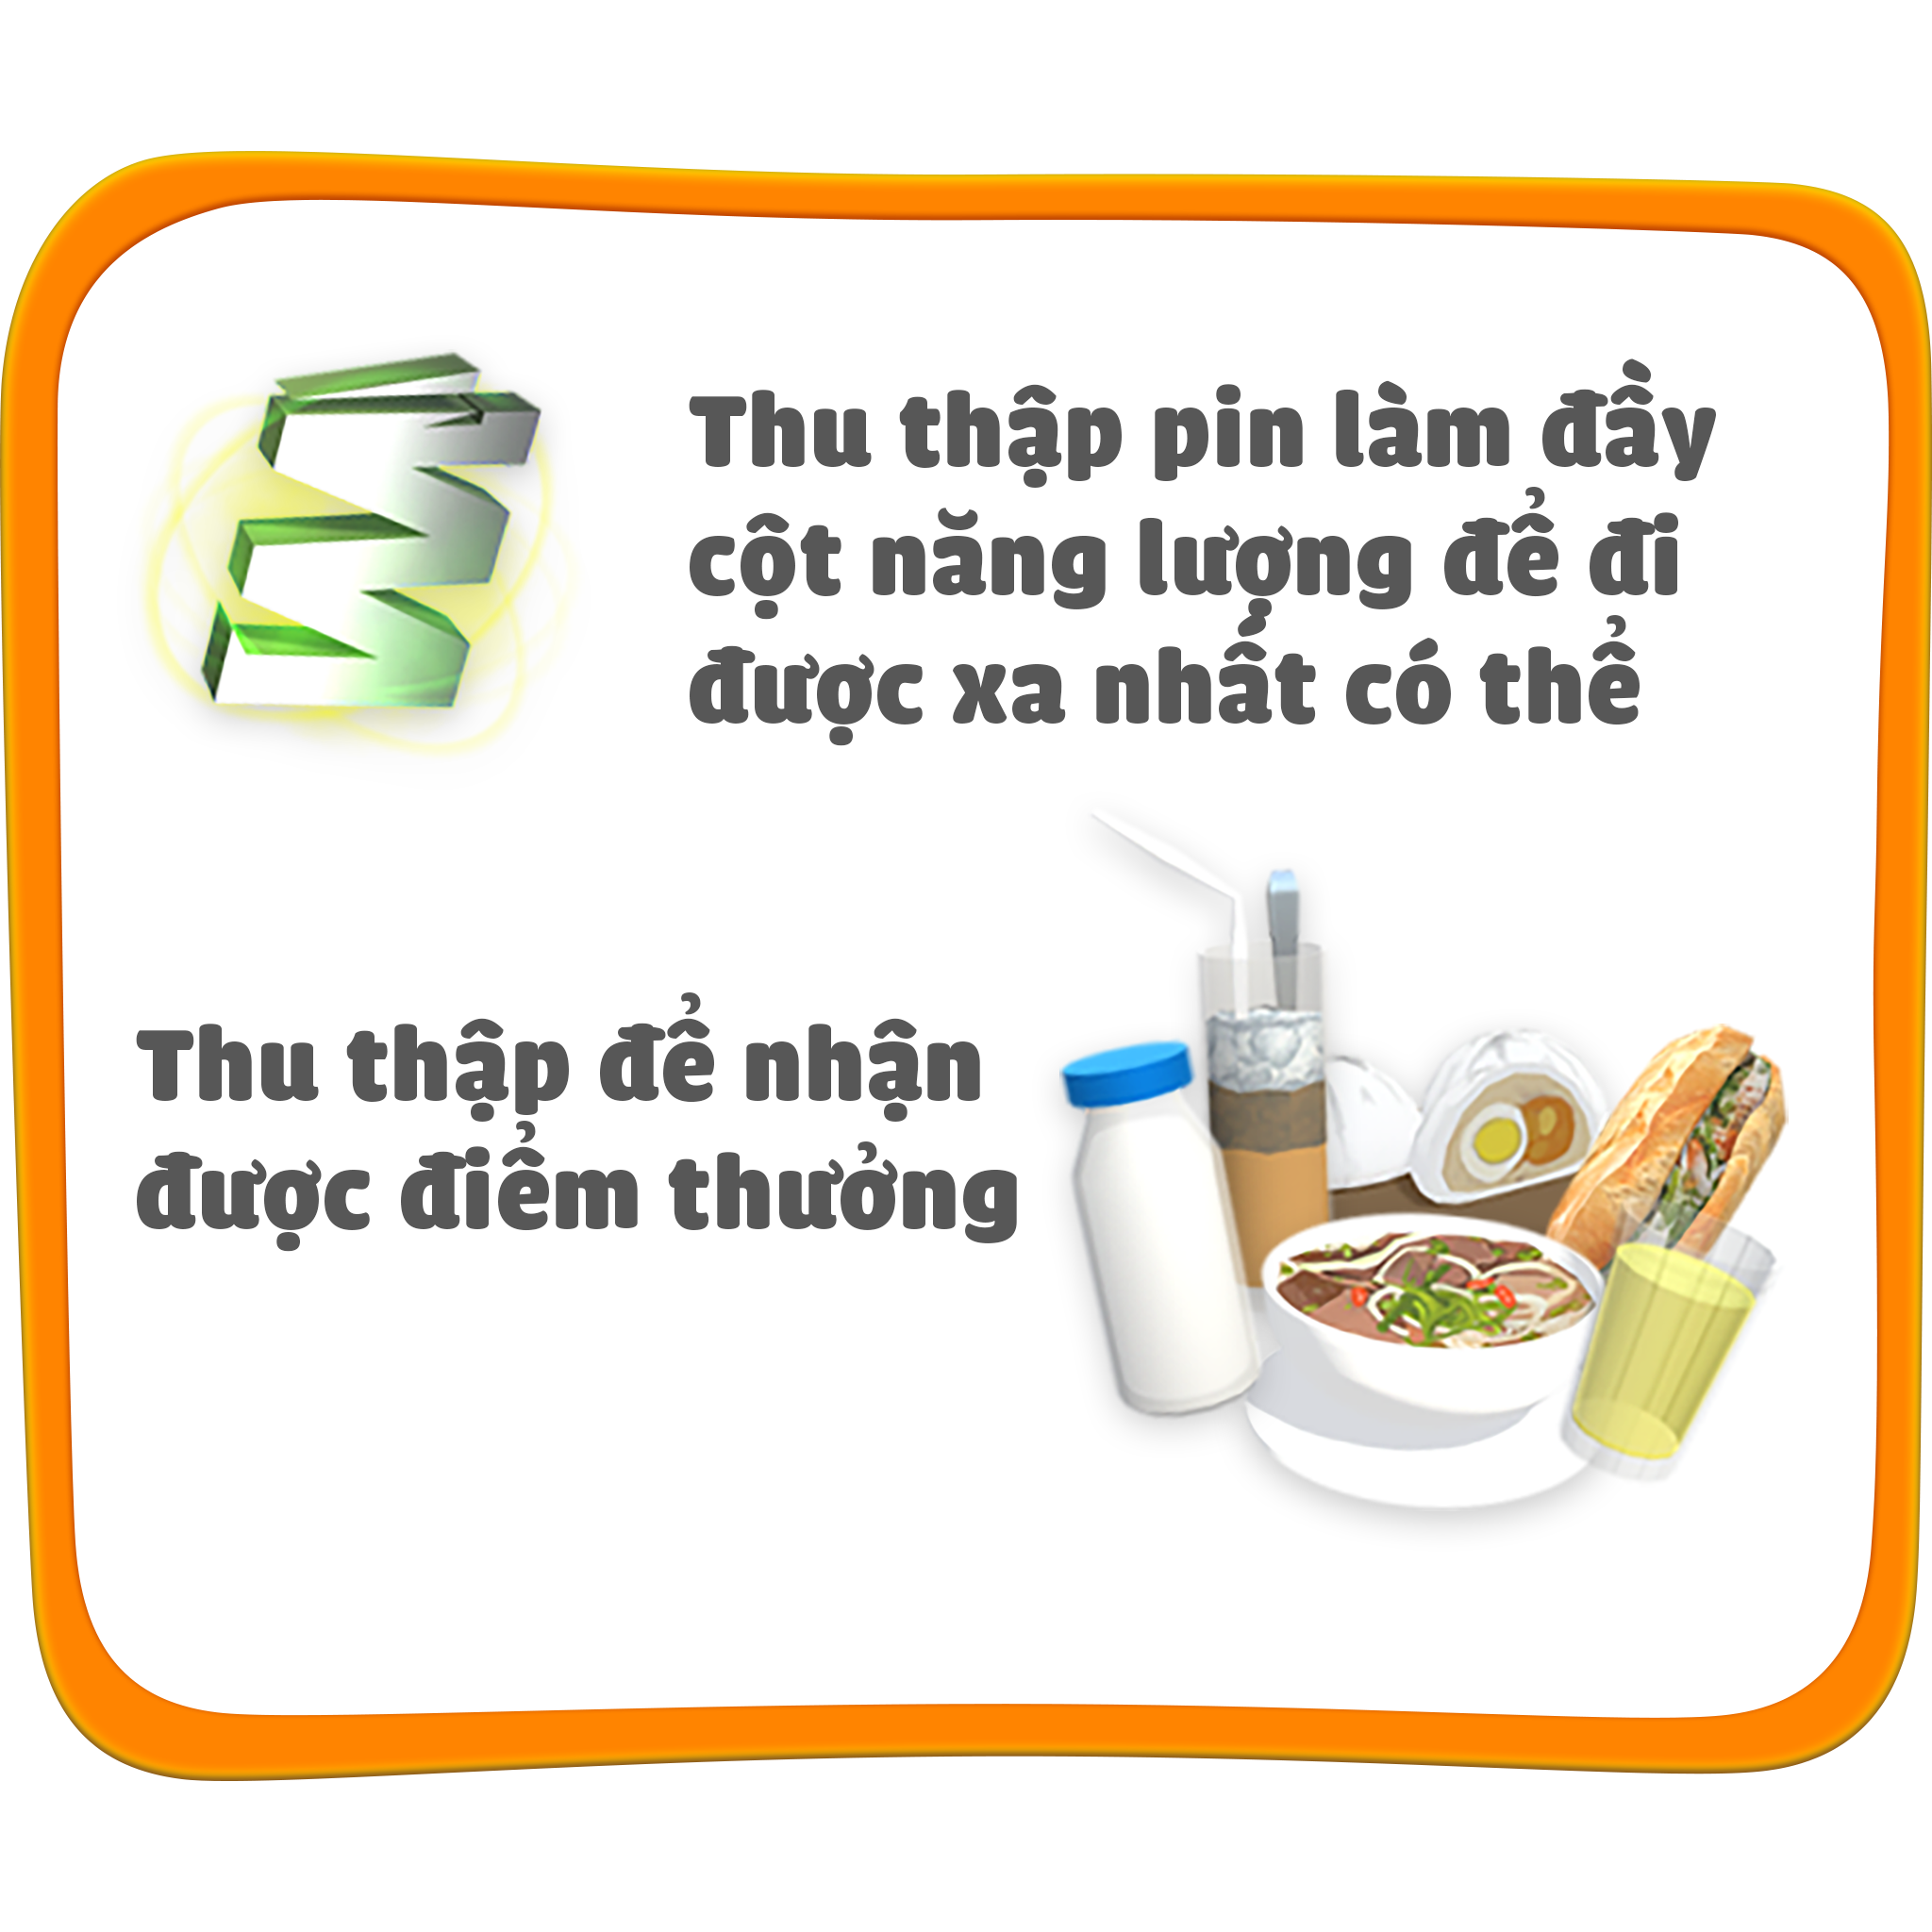 Thu thập pin làm đầy
cột năng lượng để đi
được xa nhất có thể
Thu thập để nhận
được điểm thưởng